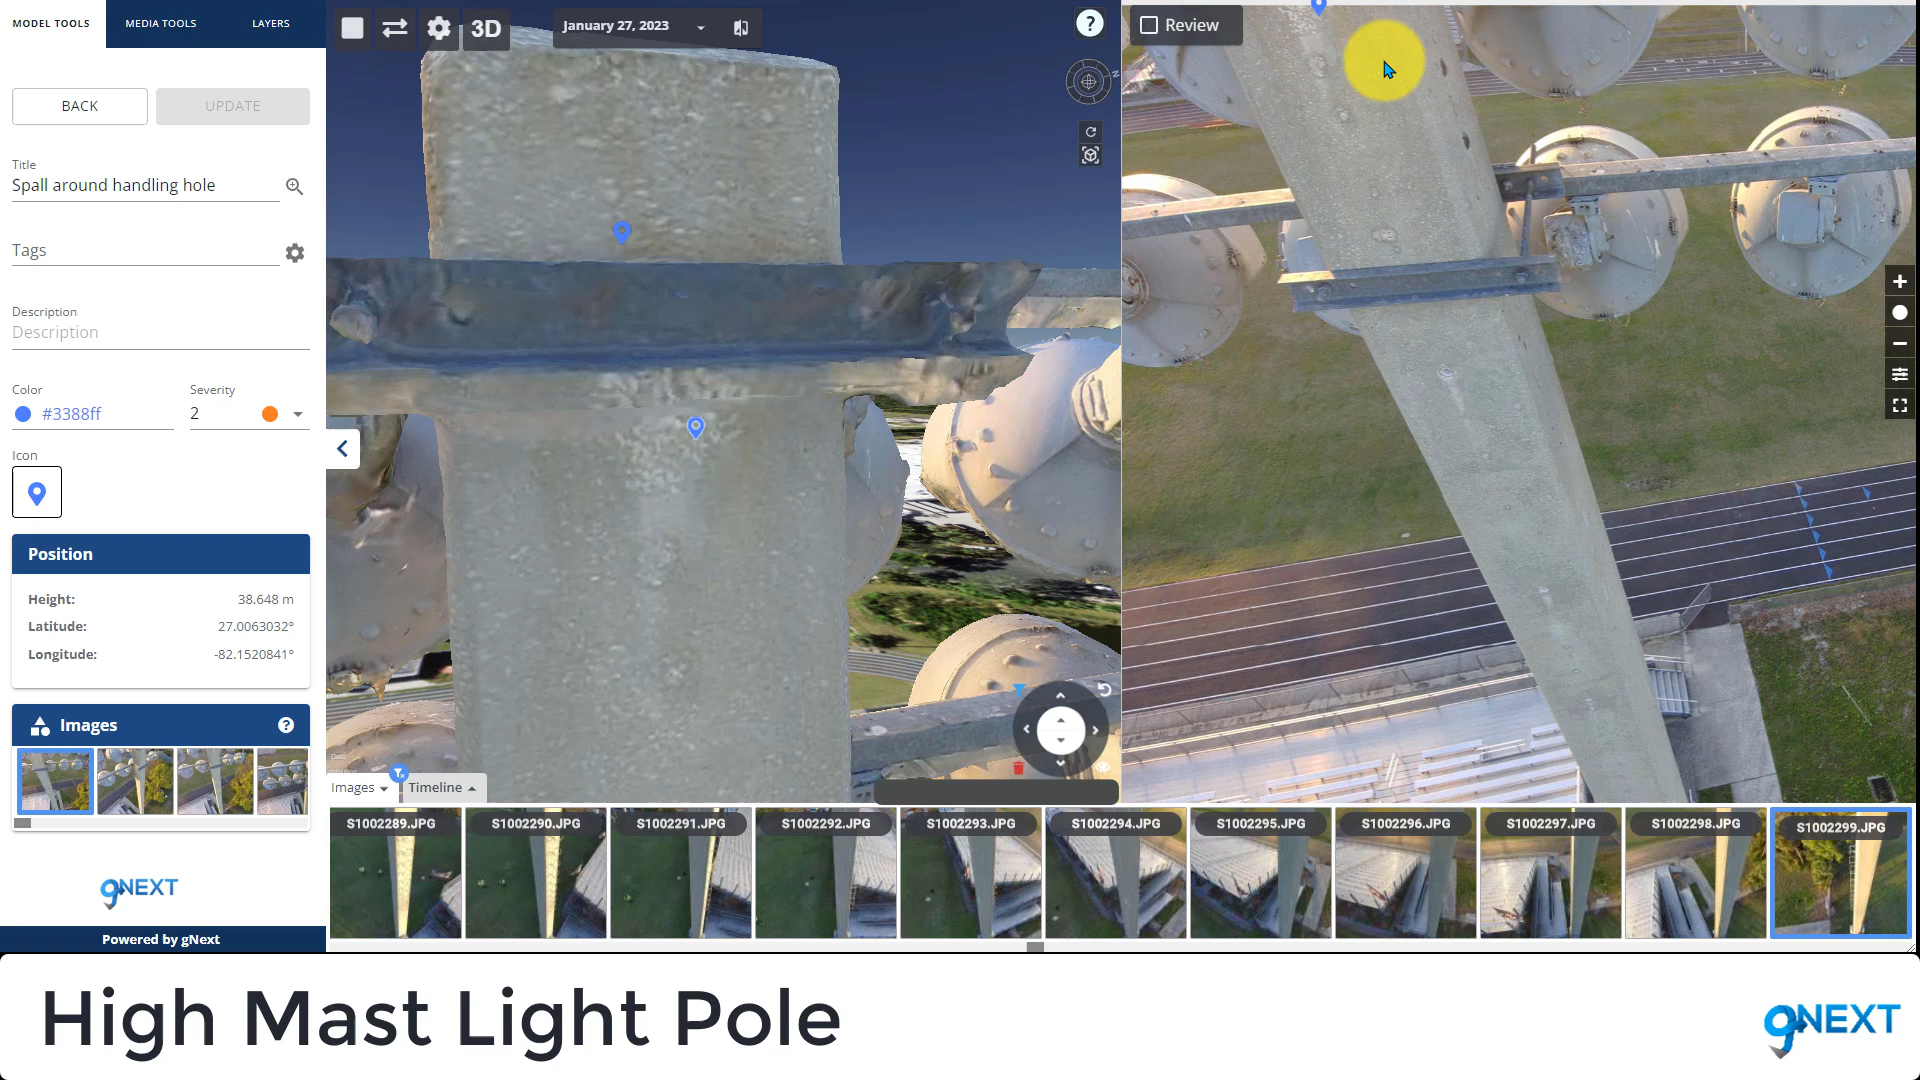 MODEL TOOLS
MEDIA TOOLS
LAYERS
BACK
UPDATE
Title
Spall around handling hole
Tags
Description
Description
Color
Severity
#3388ff
2
Icon
Position
Height:
38.648 m
Latitude:
27.0063032°
Longitude:
-82.1520841°
Images
?
gNEXT
Powered by gNext
3D
January 27, 2023
?
N
Review
Images
Timeline
S1002289.JPG
S1002290.JPG
S1002291.JPG
S1002292.JPG
S1002293.JPG
S1002294.JPG
S1002295.JPG
S1002296.JPG
S1002297.JPG
S1002298.JPG
S1002299.JPG
High Mast Light Pole
gNEXT